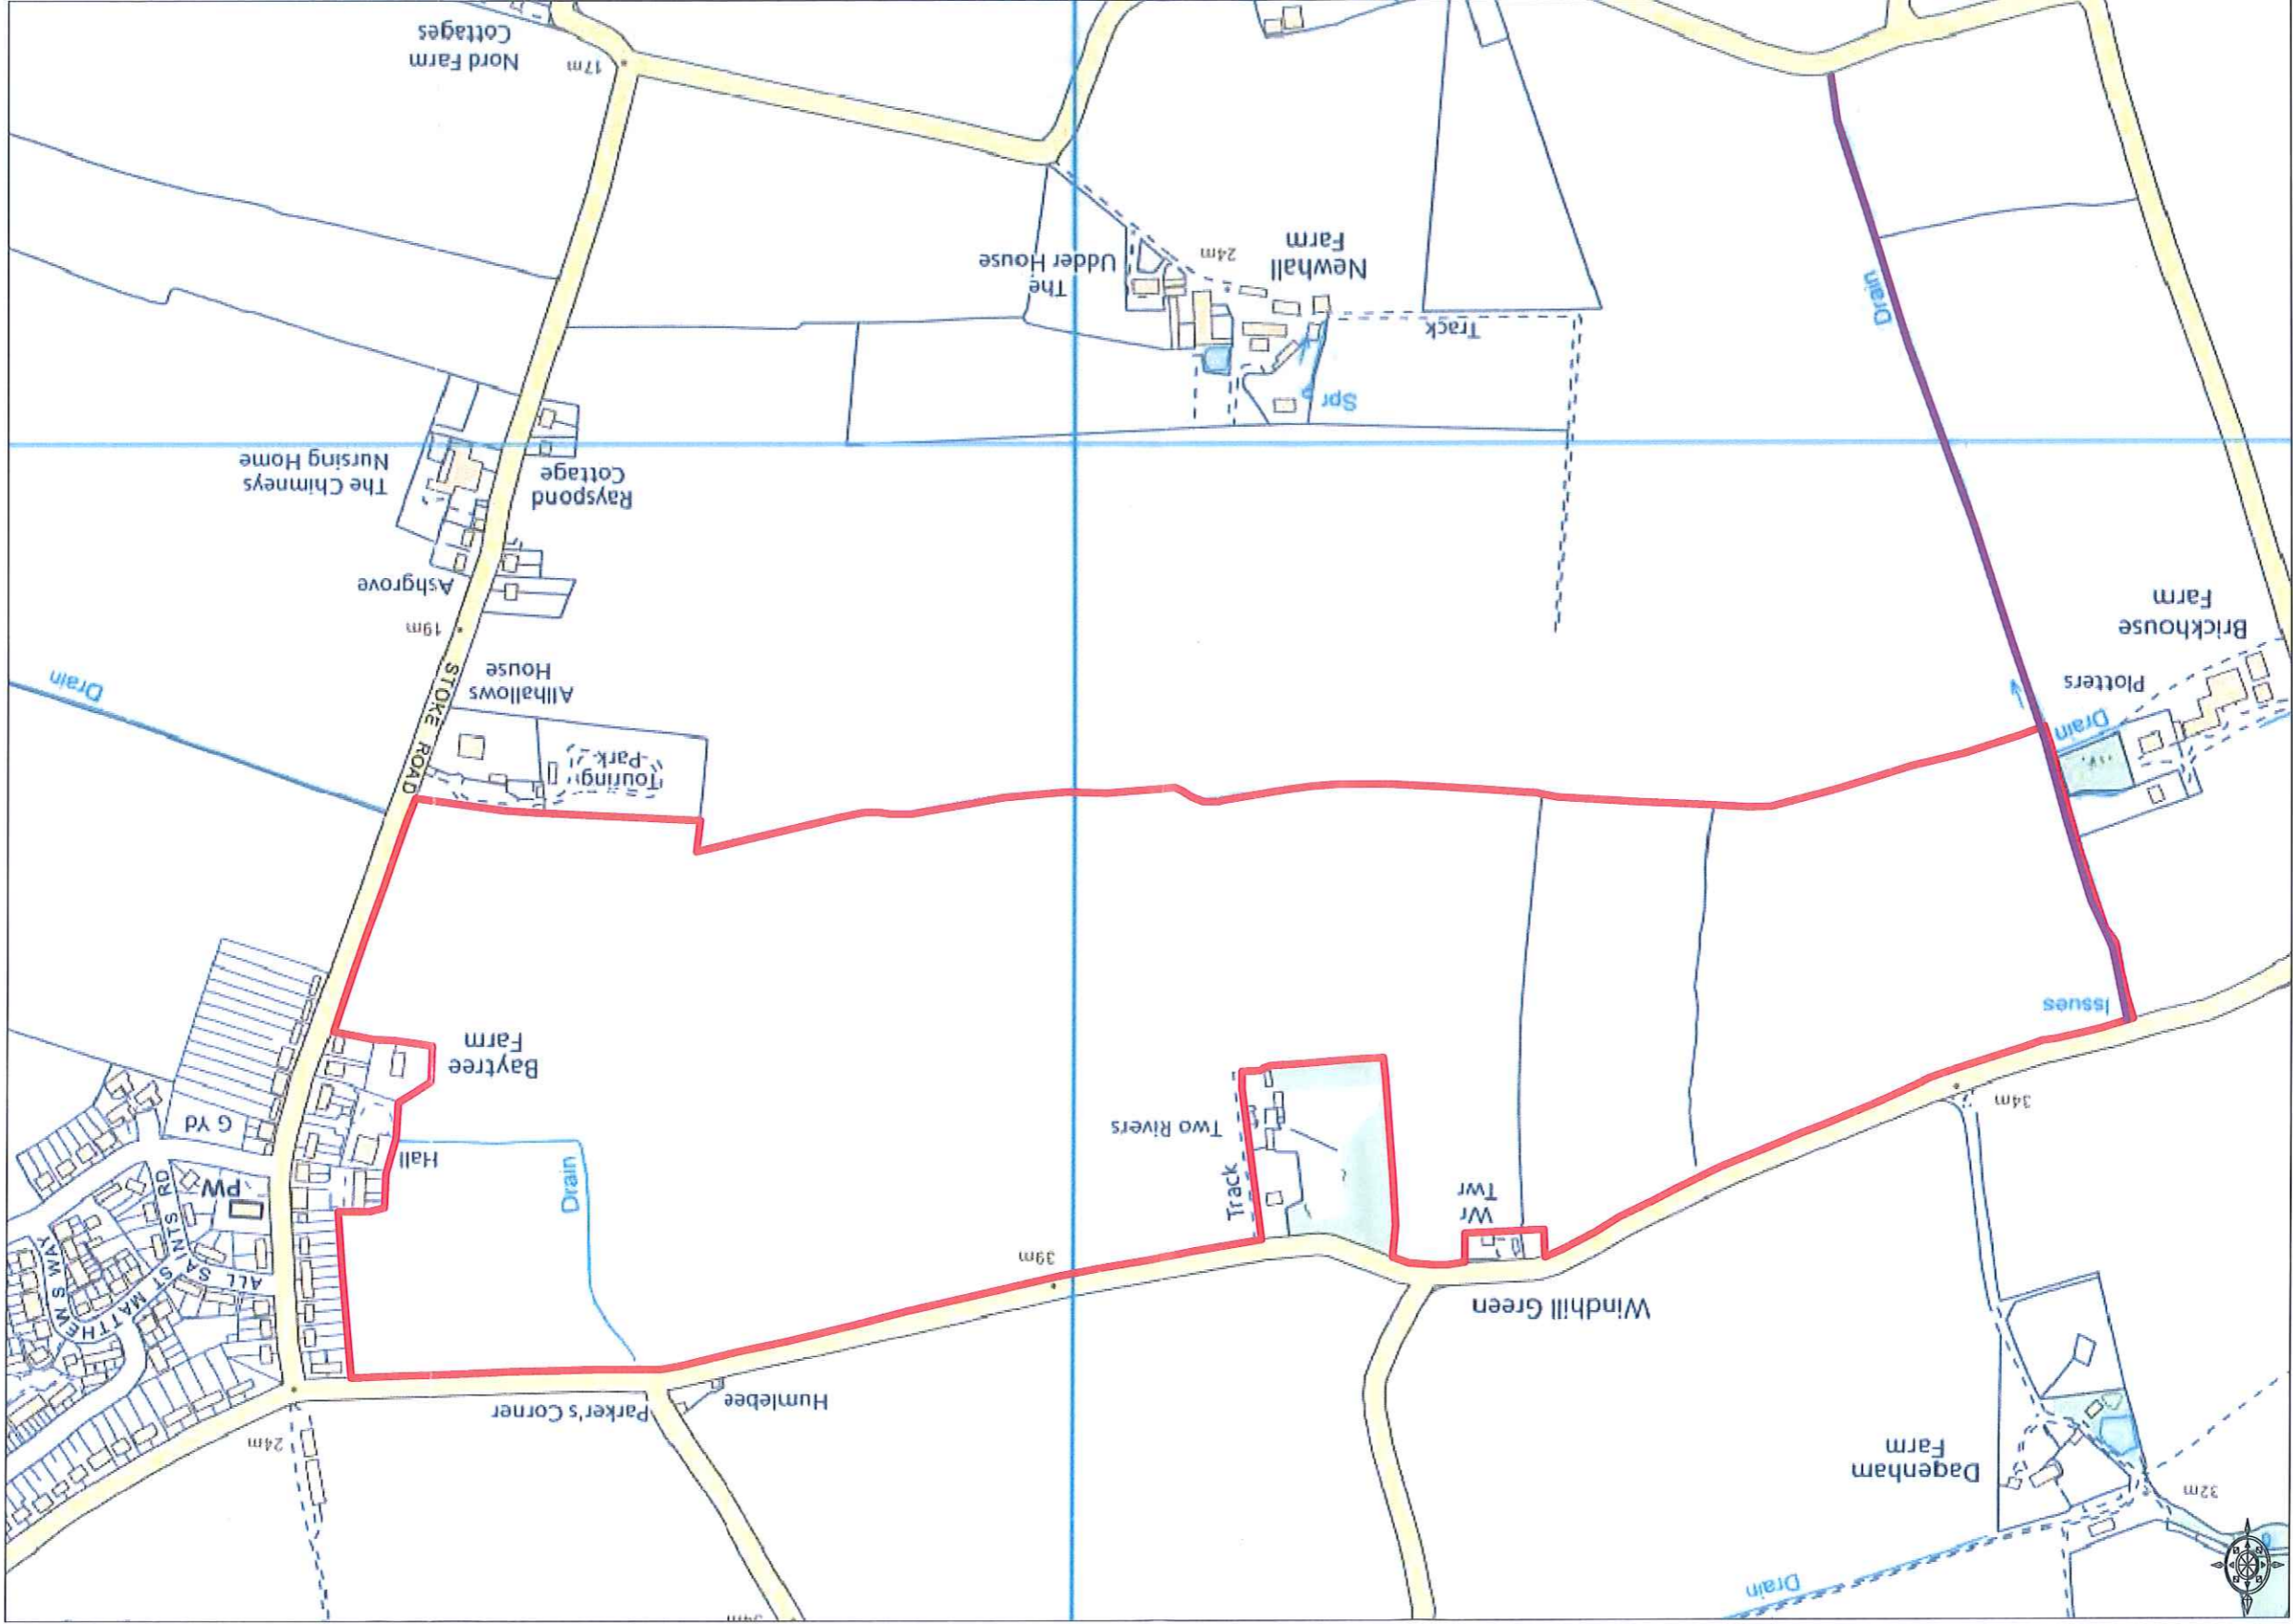 Drain
32m
Dagenham
Farm
24m
Parker's Corner
Humlebee
Windhill Green
39m
ALL SAINTS RD
ST MATTHEW'S WAY
PW
Hall
Drain
Track
Two Rivers
Wr
Twr
34m
G Yd
Baytree
Farm
Issues
STOKE ROAD
Touring
Park
Allhallows
House
Drain
Drain
Plotters
Brickhouse
Farm
19m
Ashgrove
The Chimneys
Nursing Home
Rayspond
Cottage
Spr
Track
Newhall
Farm
24m
The
Udder House
Drain
17m
Nord Farm
Cottages